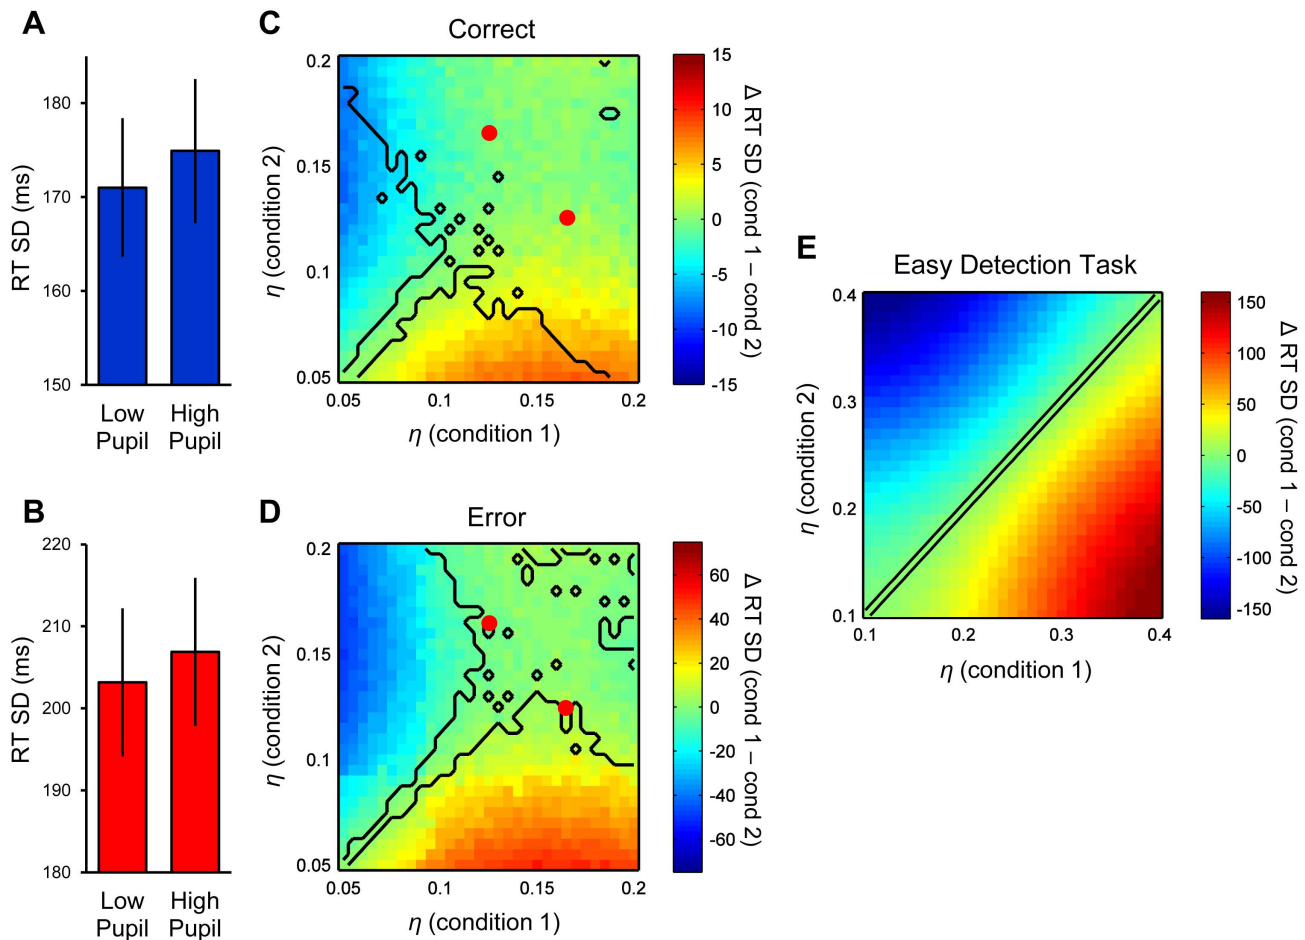 A
RT SD (ms)
180
170
160
150
Low
Pupil
High
Pupil
B
RT SD (ms)
220
210
200
190
180
Low
Pupil
High
Pupil
C
Correct
η (condition 2)
0.2
0.15
0.1
0.05
0.05
0.1
0.15
0.2
η (condition 1)
15
10
5
0
-5
-10
-15
Δ RT SD (cond 1 – cond 2)
D
Error
η (condition 2)
0.2
0.15
0.1
0.05
0.05
0.1
0.15
0.2
η (condition 1)
60
40
20
0
-20
-40
-60
Δ RT SD (cond 1 – cond 2)
E
Easy Detection Task
η (condition 2)
0.4
0.3
0.2
0.1
0.1
0.2
0.3
0.4
η (condition 1)
150
100
50
0
-50
-100
-150
Δ RT SD (cond 1 – cond 2)